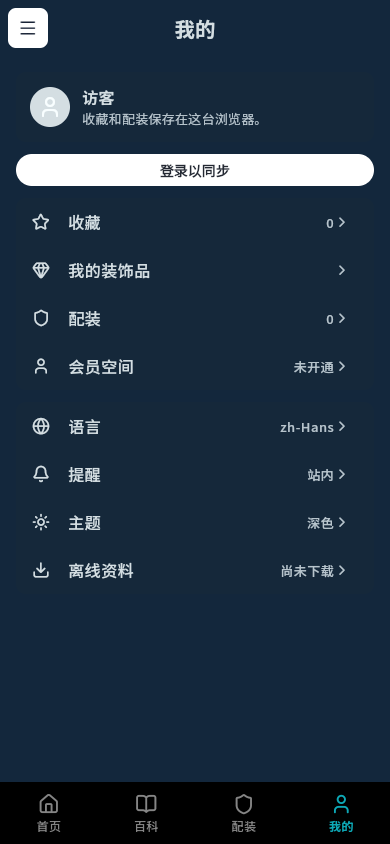 我的
访客
收藏和配装保存在这台浏览器。
登录以同步
收藏 0
我的装饰品
配装 0
会员空间 未开通
语言 zh-Hans
提醒 站内
主题 深色
离线资料 尚未下载
首页 百科 配装 我的